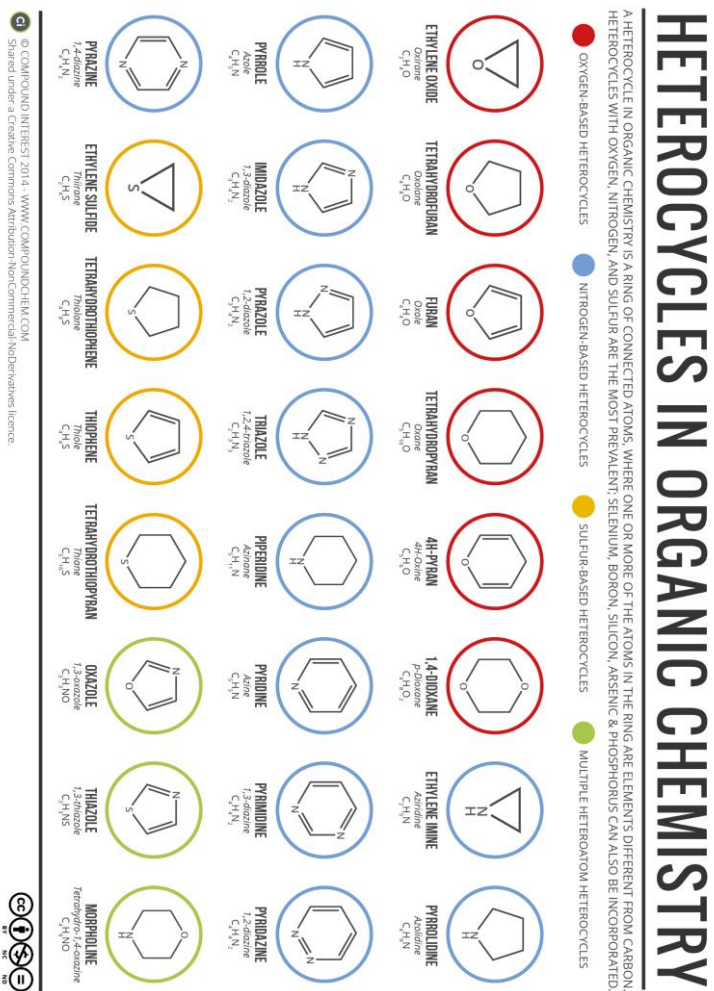 HETEROCYCLES IN ORGANIC CHEMISTRY
A HETEROCYCLE IN ORGANIC CHEMISTRY IS A RING OF CONNECTED ATOMS, WHERE ONE OR MORE OF THE ATOMS IN THE RING ARE ELEMENTS DIFFERENT FROM CARBON.
HETEROCYCLES WITH OXYGEN, NITROGEN, AND SULFUR ARE THE MOST PREVALENT; SELENIUM, BORON, SILICON, ARSENIC & PHOSPHORUS CAN ALSO BE INCORPORATED.
OXYGEN-BASED HETEROCYCLES
NITROGEN-BASED HETEROCYCLES
SULFUR-BASED HETEROCYCLES
MULTIPLE HETEROATOM HETEROCYCLES
O
ETHYLENE OXIDE
Oxirane
C₂H₄O
O
TETRAHYDROFURAN
Oxolane
C₄H₈O
O
FURAN
Oxole
C₄H₄O
O
TETRAHYDROPYRAN
Oxane
C₅H₁₀O
O
4H-PYRAN
4H-Oxine
C₅H₆O
O
O
1,4-DIOXANE
p-Dioxane
C₄H₈O₂
N
H
ETHYLENE IMINE
Aziridine
C₂H₅N
N
H
PYRROLIDINE
Azolidine
C₄H₉N
N
H
PYRROLE
Azole
C₄H₅N
N
N
H
IMIDAZOLE
1,3-diazole
C₃H₄N₂
N
N
H
PYRAZOLE
1,2-diazole
C₃H₄N₂
N
N
N
H
TRIAZOLE
1,2,4-triazole
C₂H₃N₃
N
H
PIPERIDINE
Azinane
C₅H₁₁N
N
PYRIDINE
Azine
C₅H₅N
N
N
PYRIMIDINE
1,3-diazine
C₄H₄N₂
N
N
PYRIDAZINE
1,2-diazine
C₄H₄N₂
N
N
PYRAZINE
1,4-diazine
C₄H₄N₂
S
ETHYLENE SULFIDE
Thiirane
C₂H₄S
S
TETRAHYDROTHIOPHENE
Thiolane
C₄H₈S
S
THIOPHENE
Thiole
C₄H₄S
S
TETRAHYDROTHIOPYRAN
Thiane
C₅H₁₀S
N
O
OXAZOLE
1,3-oxazole
C₃H₃NO
N
S
THIAZOLE
1,3-thiazole
C₃H₃NS
O
N
H
MORPHOLINE
Tetrahydro-1,4-oxazine
C₄H₉NO
Ci
© COMPOUND INTEREST 2014 - WWW.COMPOUNDCHEM.COM
Shared under a Creative Commons Attribution-NonCommercial-NoDerivatives licence.
cc
BY NC ND